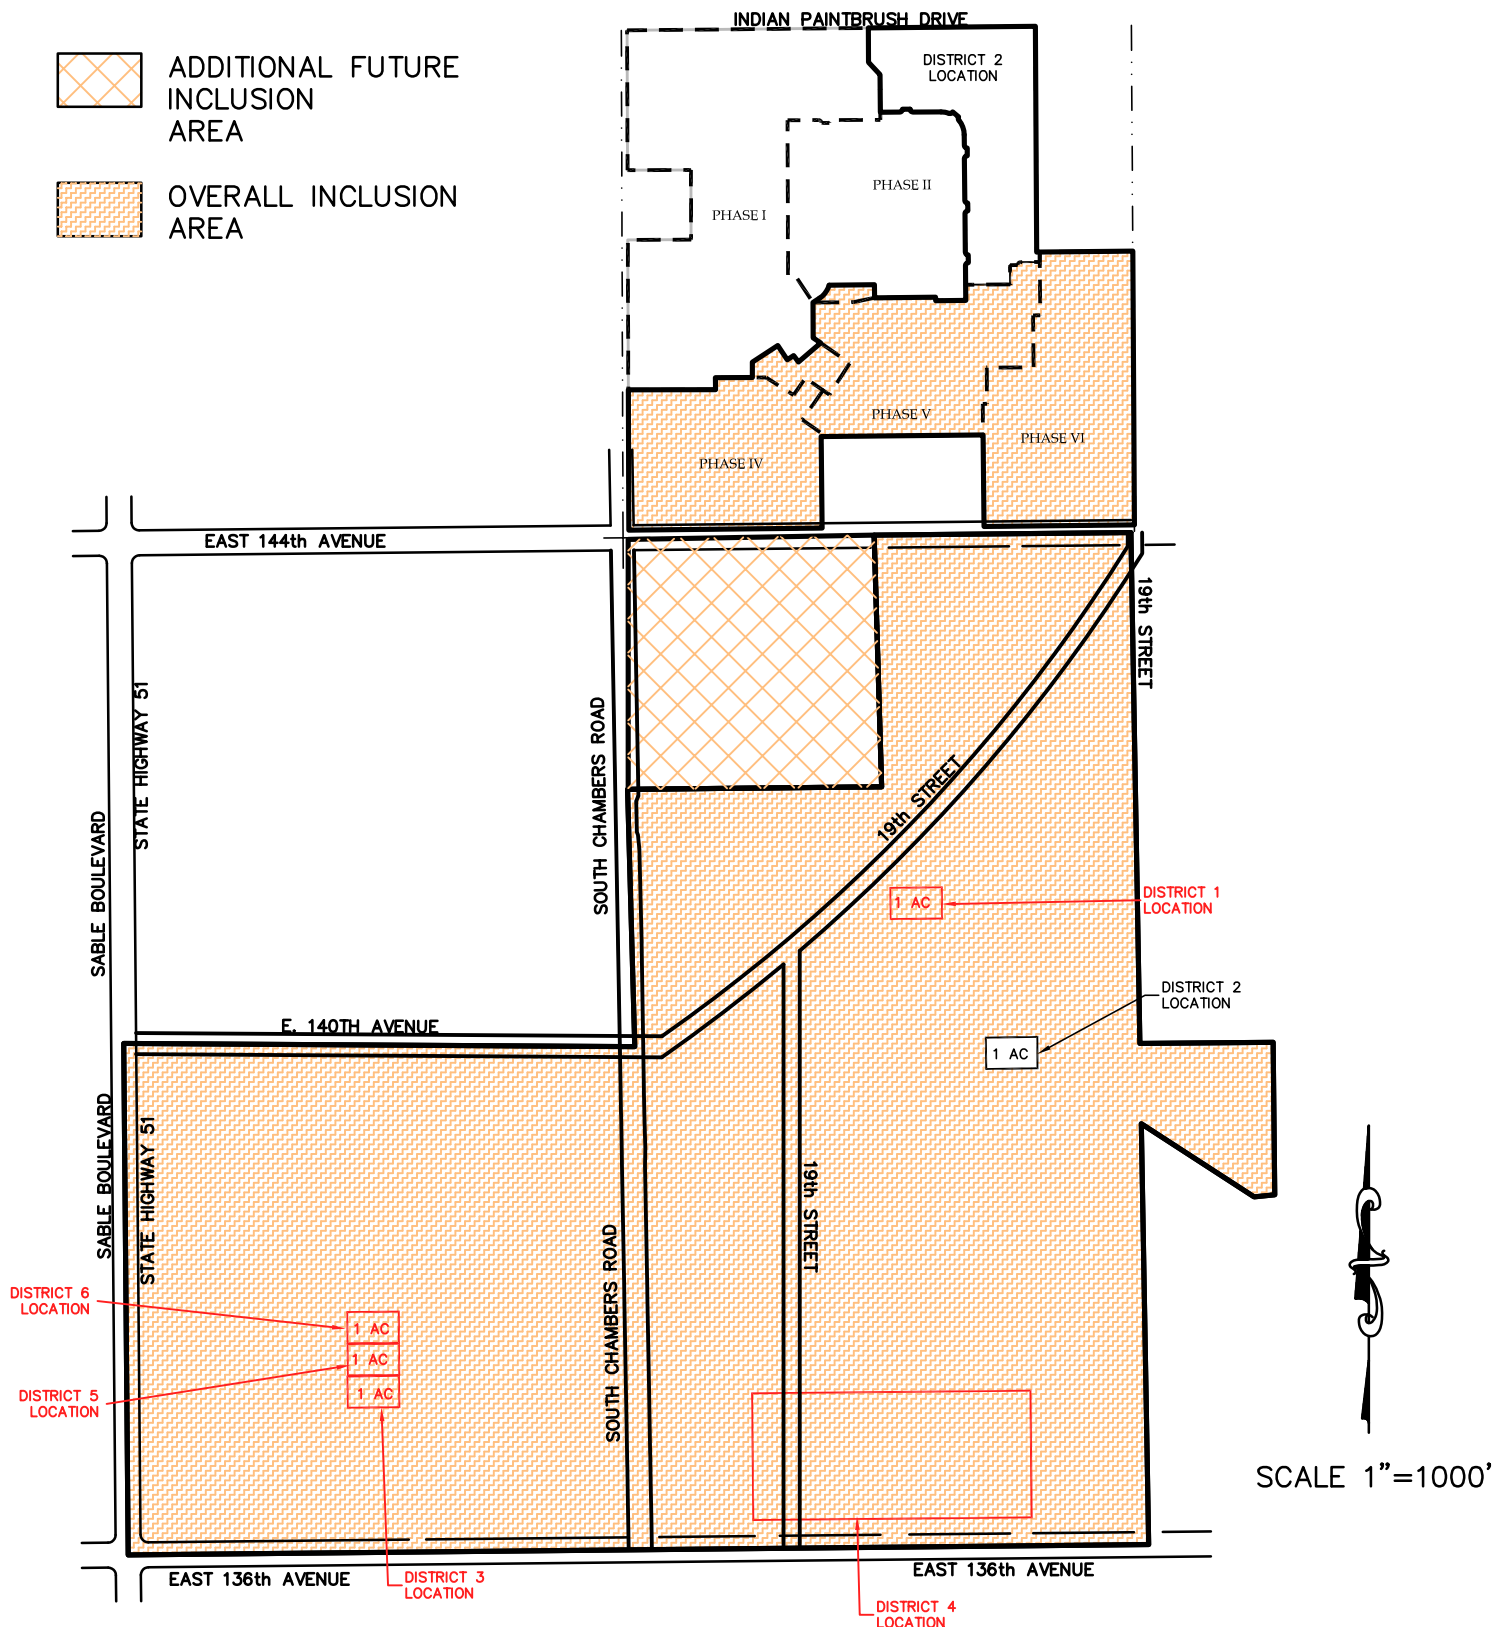 INDIAN PAINTBRUSH DRIVE
ADDITIONAL FUTURE
INCLUSION
AREA
OVERALL INCLUSION
AREA
DISTRICT 2
LOCATION
PHASE II
PHASE I
PHASE V
PHASE VI
PHASE IV
EAST 144th AVENUE
19th STREET
STATE HIGHWAY 51
SOUTH CHAMBERS ROAD
SABLE BOULEVARD
19th STREET
1 AC
DISTRICT 1
LOCATION
DISTRICT 2
LOCATION
1 AC
E. 140TH AVENUE
SABLE BOULEVARD
STATE HIGHWAY 51
19th STREET
SOUTH CHAMBERS ROAD
DISTRICT 6
LOCATION
1 AC
1 AC
1 AC
DISTRICT 5
LOCATION
SCALE 1"=1000'
EAST 136th AVENUE
DISTRICT 3
LOCATION
EAST 136th AVENUE
DISTRICT 4
LOCATION